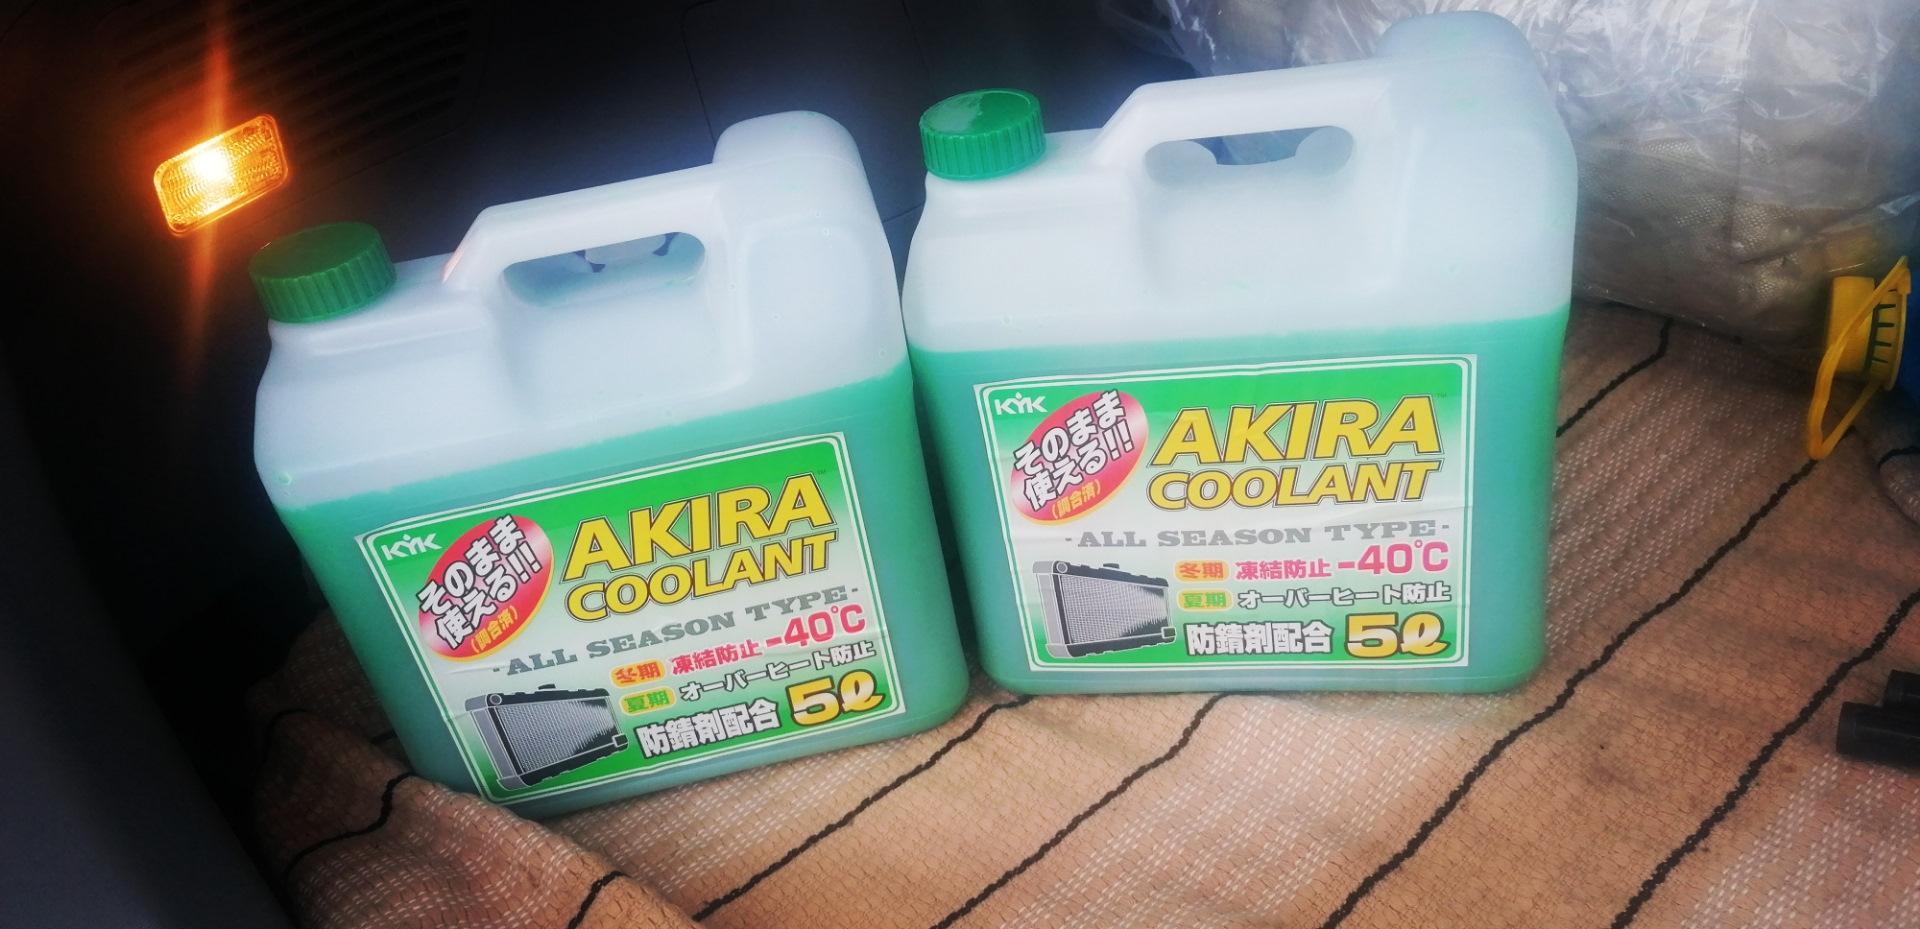 KYK
そのまま
使える!!
(調合済)
AKIRA™
COOLANT
-ALL SEASON TYPE-
冬期 凍結防止 -40℃
夏期 オーバーヒート防止
防錆剤配合 5ℓ
KYK
そのまま
使える!!
(調合済)
AKIRA™
COOLANT
-ALL SEASON TYPE-
冬期 凍結防止 -40℃
夏期 オーバーヒート防止
防錆剤配合 5ℓ